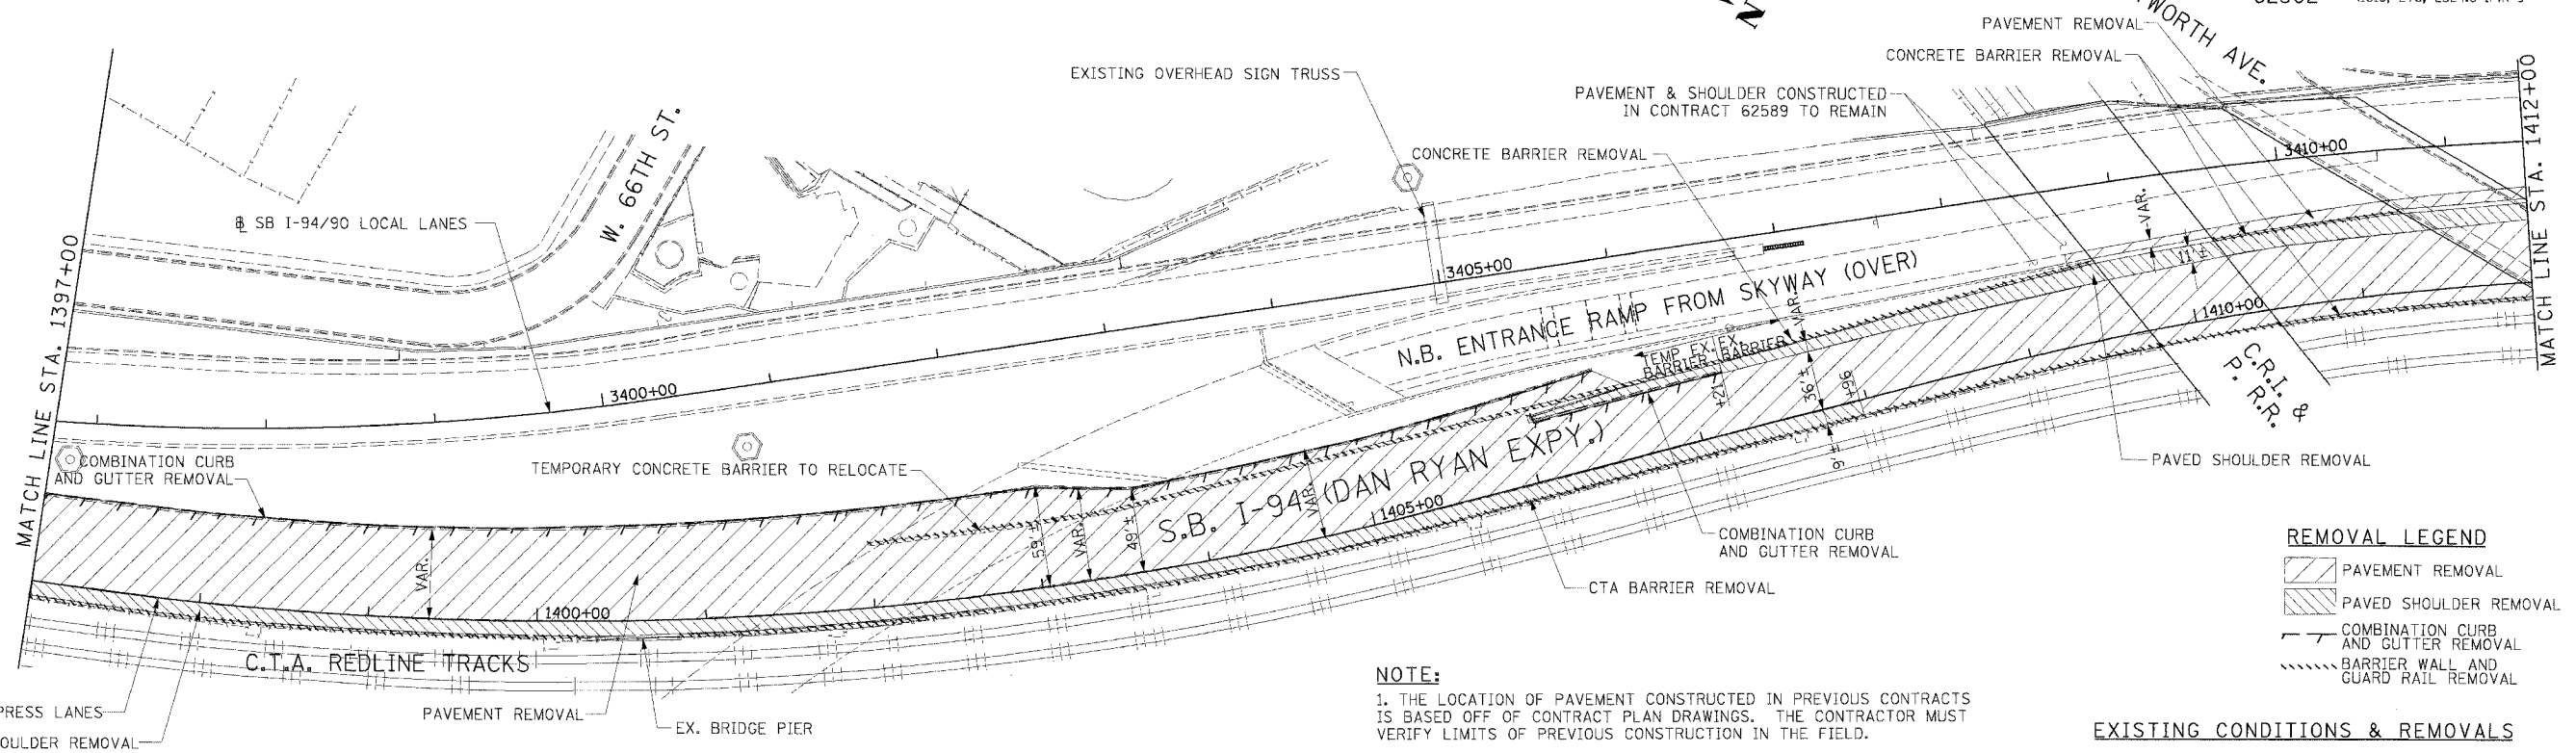 N
WORTH AVE.
PAVEMENT REMOVAL
CONCRETE BARRIER REMOVAL
EXISTING OVERHEAD SIGN TRUSS
PAVEMENT & SHOULDER CONSTRUCTED
IN CONTRACT 62589 TO REMAIN
CONCRETE BARRIER REMOVAL
MATCH LINE STA. 1412+00
3410+00
W. 66TH ST.
SB I-94/90 LOCAL LANES
MATCH LINE STA. 1397+00
3405+00
N.B. ENTRANCE RAMP FROM SKYWAY (OVER)
VAR.
11'±
VAR.
1410+00
TEMP. EX.
BARRIER
EX.
BARRIER
+21
36'±
+96
9'±
C.R.I. &
P. R.R.
3400+00
COMBINATION CURB
AND GUTTER REMOVAL
TEMPORARY CONCRETE BARRIER TO RELOCATE
PAVED SHOULDER REMOVAL
S.B. I-94 (DAN RYAN EXPY.)
1405+00
VAR.
59'±
VAR.
49'±
VAR.
COMBINATION CURB
AND GUTTER REMOVAL
CTA BARRIER REMOVAL
1400+00
C.T.A. REDLINE TRACKS
PRESS LANES
OULDER REMOVAL
PAVEMENT REMOVAL
EX. BRIDGE PIER
REMOVAL LEGEND
PAVEMENT REMOVAL
PAVED SHOULDER REMOVAL
COMBINATION CURB
AND GUTTER REMOVAL
BARRIER WALL AND
GUARD RAIL REMOVAL
NOTE:
1. THE LOCATION OF PAVEMENT CONSTRUCTED IN PREVIOUS CONTRACTS
IS BASED OFF OF CONTRACT PLAN DRAWINGS. THE CONTRACTOR MUST
VERIFY LIMITS OF PREVIOUS CONSTRUCTION IN THE FIELD.
EXISTING CONDITIONS & REMOVALS